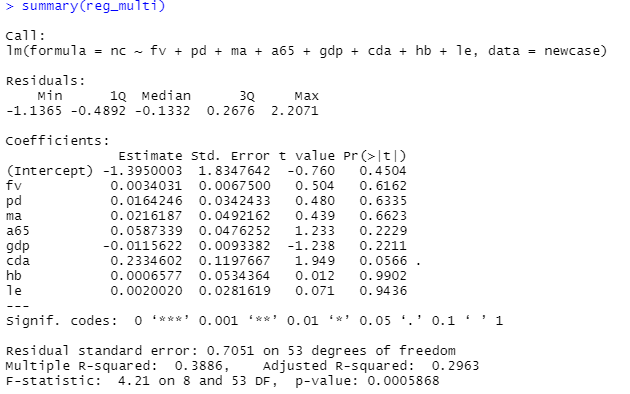 > summary(reg_multi)
Call:
lm(formula = nc ~ fv + pd + ma + a65 + gdp + cda + hb + le, data = newcase)
Residuals:
    Min      1Q  Median      3Q     Max
-1.1365 -0.4892 -0.1332  0.2676  2.2071
Coefficients:
              Estimate Std. Error t value Pr(>|t|)
(Intercept) -1.3950003  1.8347642  -0.760   0.4504
fv           0.0034031  0.0067500   0.504   0.6162
pd           0.0164246  0.0342433   0.480   0.6335
ma           0.0216187  0.0492162   0.439   0.6623
a65          0.0587339  0.0476252   1.233   0.2229
gdp         -0.0115622  0.0093382  -1.238   0.2211
cda          0.2334602  0.1197667   1.949   0.0566 .
hb           0.0006577  0.0534364   0.012   0.9902
le           0.0020020  0.0281619   0.071   0.9436
---
Signif. codes:  0 ‘***’ 0.001 ‘**’ 0.01 ‘*’ 0.05 ‘.’ 0.1 ‘ ’ 1
Residual standard error: 0.7051 on 53 degrees of freedom
Multiple R-squared:  0.3886,	Adjusted R-squared:  0.2963
F-statistic:  4.21 on 8 and 53 DF,  p-value: 0.0005868